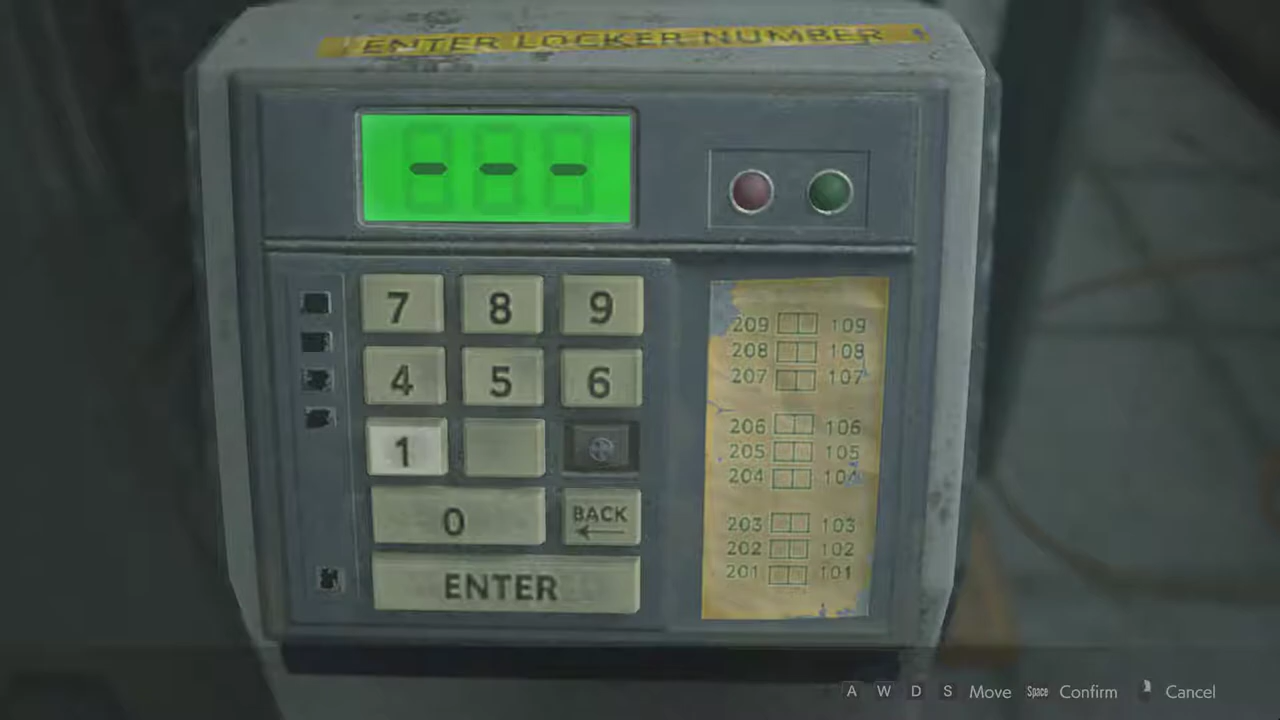 ENTER LOCKER NUMBER
7 8 9
4 5 6
1
0 BACK
ENTER
209 109
208 108
207 107
206 106
205 105
204 104
203 103
202 102
201 101
A W D S Move Space Confirm Cancel